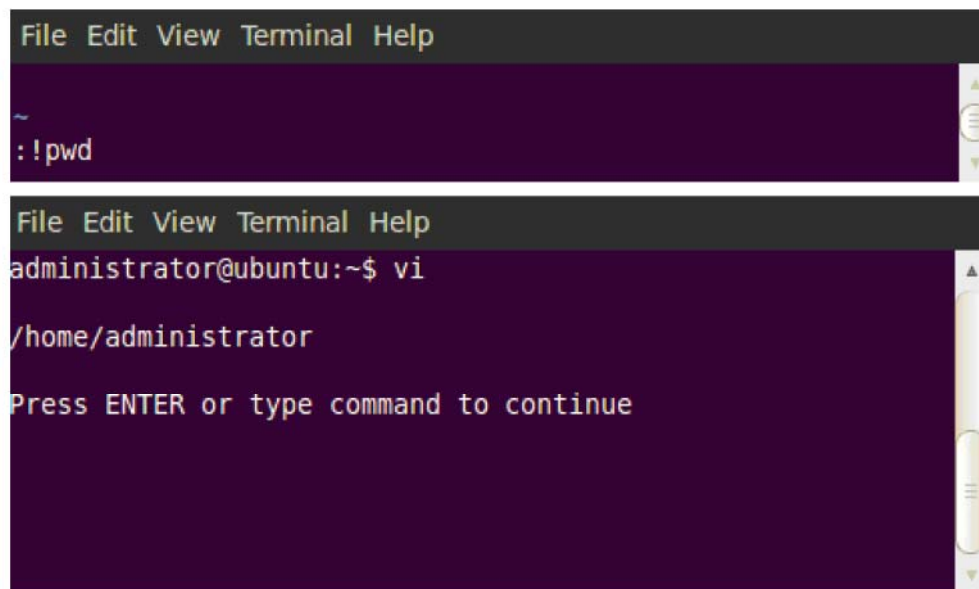 File Edit View Terminal Help
~
:!pwd
File Edit View Terminal Help
administrator@ubuntu:~$ vi
/home/administrator
Press ENTER or type command to continue